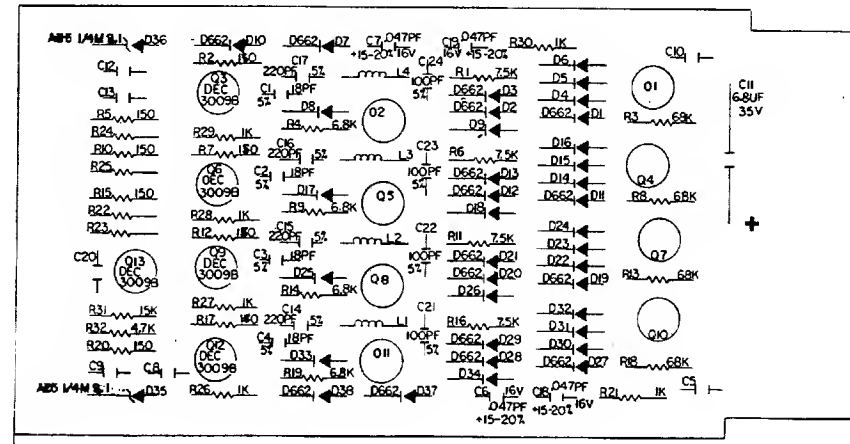 D36 D662 D10 D662 D7 C7 .047PF C19 .047PF R30 1K
+15-20% 16V 16V +15-20%
R2 C17 C24 D6 C10
C12 Q3 220PF 5% L4 100PF R1 7.5K D5 Q1 C11
DEC C1 18PF 5% D662 D3 D4 6.8UF
C13 3009B 5% D8 Q2 D662 D2 D662 D1 35V
R5 150 R4 6.8K D9 R3 68K
R24 R29 1K D16
R10 150 R7 C16 C23 R6 7.5K D15
R25 Q6 220PF 5% L3 100PF D662 D13 D14 Q4
DEC C2 18PF 5% D662 D12 D662 D11
R15 150 3009B 5% D17 Q5 D18 R8 68K
R22 R28 1K R9 6.8K
R23 R12 C15 C22 R11 7.5K D24
C20 Q13 Q9 220PF 5% L2 100PF D662 D21 D23 Q7
DEC DEC C3 18PF 5% D662 D20 D22
3009B 3009B 5% D25 Q8 D26 D662 D19
R14 6.8K R13 68K
R31 15K R27 1K C14 C21 D32
R32 4.7K R17 220PF 5% L1 100PF R16 7.5K D31 Q10
R20 150 Q12 C4 18PF 5% D662 D29 D30
DEC 5% D33 Q11 D662 D28 D662 D27
C9 C8 3009B R19 6.8K D34 R18 68K
D35 R26 1K D662 D38 D662 D37 C6 16V C18 .047PF R21 1K C5
.047PF +15-20% 16V
+15-20%
+